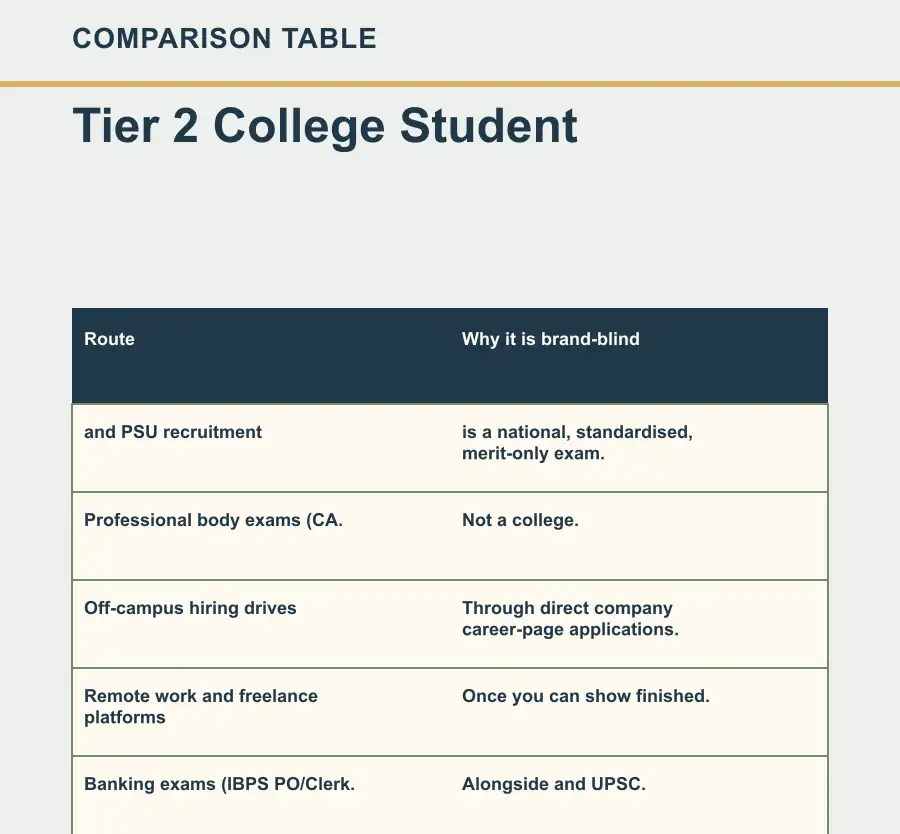 COMPARISON TABLE
Tier 2 College Student
Route
Why it is brand-blind
and PSU recruitment
is a national, standardised,
merit-only exam.
Professional body exams (CA.
Not a college.
Off-campus hiring drives
Through direct company
career-page applications.
Remote work and freelance
platforms
Once you can show finished.
Banking exams (IBPS PO/Clerk.
Alongside and UPSC.